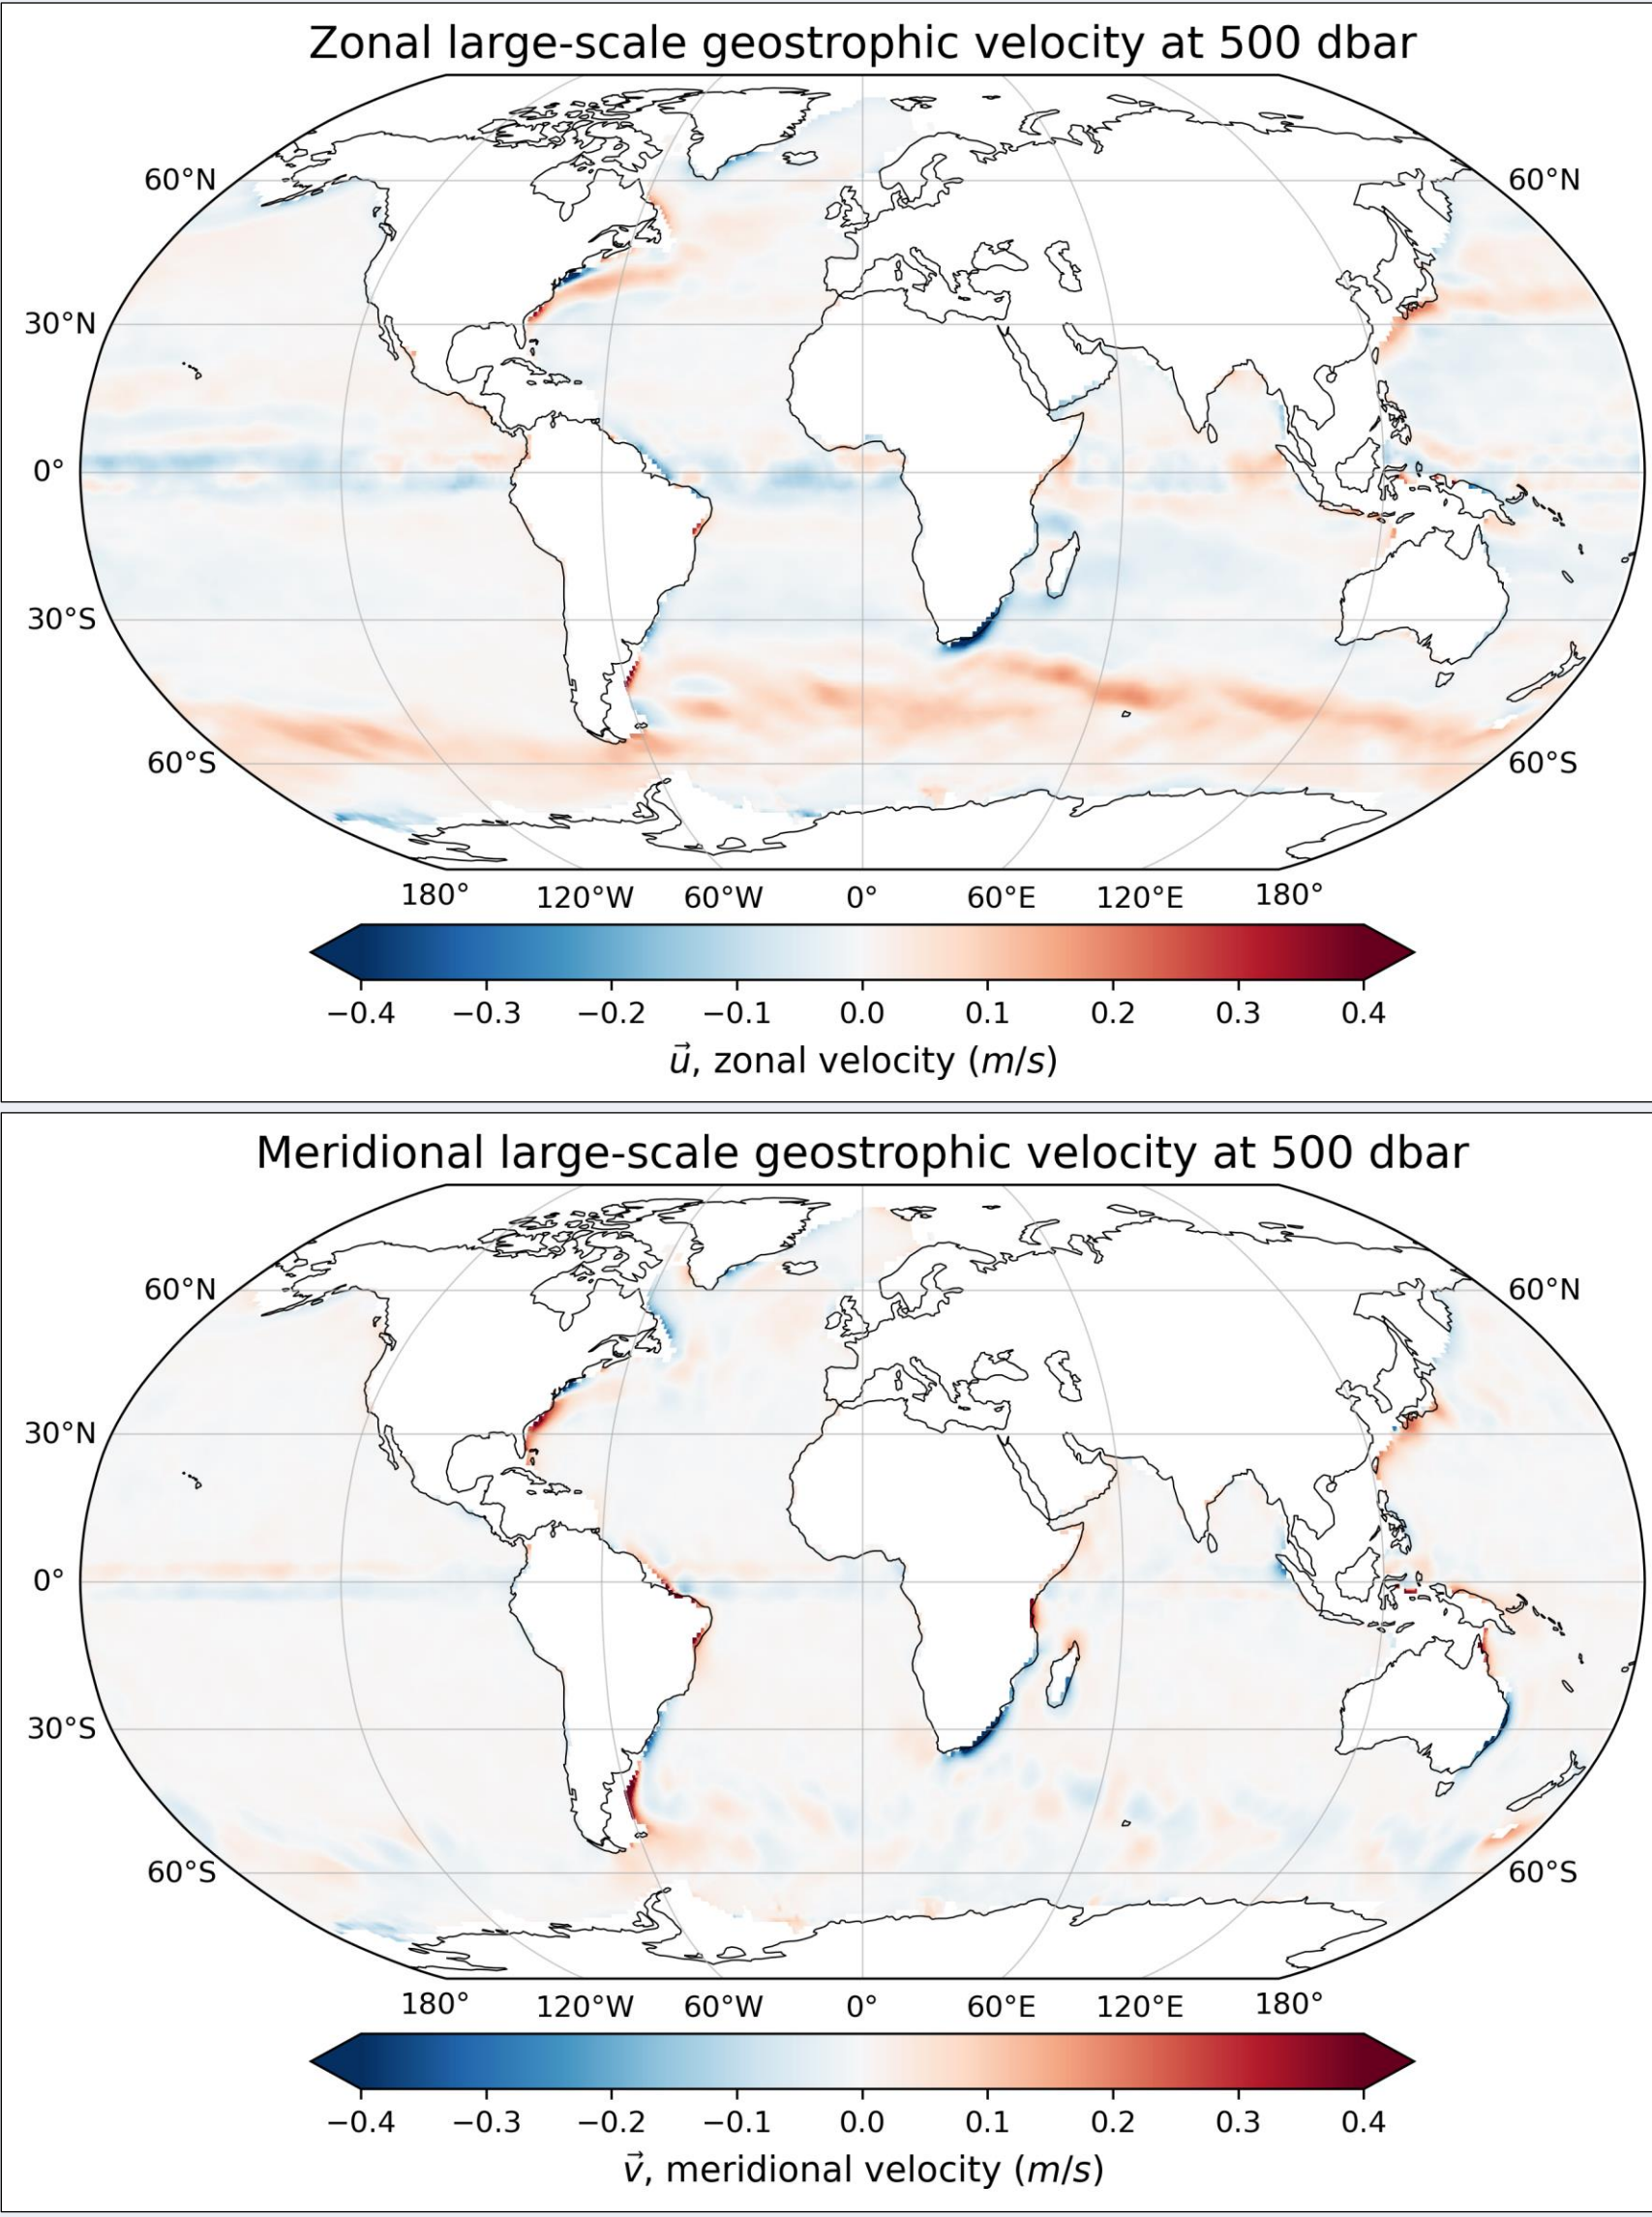 Zonal large-scale geostrophic velocity at 500 dbar
60°N 60°N
30°N
0°
30°S
60°S 60°S
180° 120°W 60°W 0° 60°E 120°E 180°
−0.4 −0.3 −0.2 −0.1 0.0 0.1 0.2 0.3 0.4
u⃗, zonal velocity (m/s)
Meridional large-scale geostrophic velocity at 500 dbar
60°N 60°N
30°N
0°
30°S
60°S 60°S
180° 120°W 60°W 0° 60°E 120°E 180°
−0.4 −0.3 −0.2 −0.1 0.0 0.1 0.2 0.3 0.4
v⃗, meridional velocity (m/s)